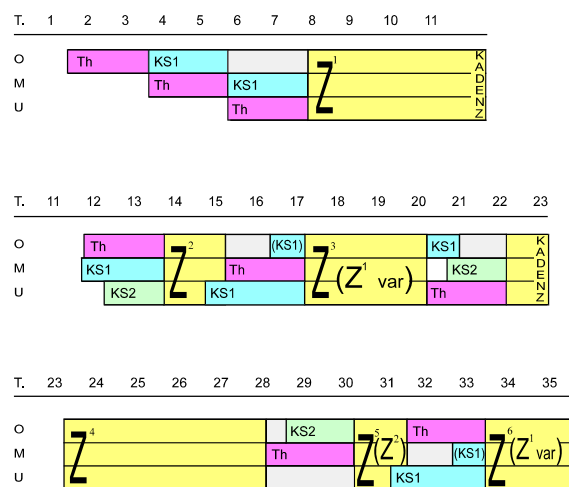 T. 1 2 3 4 5 6 7 8 9 10 11
O Th KS1 Z1 KADENZ
M Th KS1
U Th
T. 11 12 13 14 15 16 17 18 19 20 21 22 23
O Th Z2 (KS1) Z3 KS1 KADENZ
M KS1 Th (Z1 var) KS2
U KS2 KS1 Th
T. 23 24 25 26 27 28 29 30 31 32 33 34 35
O Z4 KS2 Z5 Th Z6
M Th (Z2) (KS1) (Z1 var)
U KS1